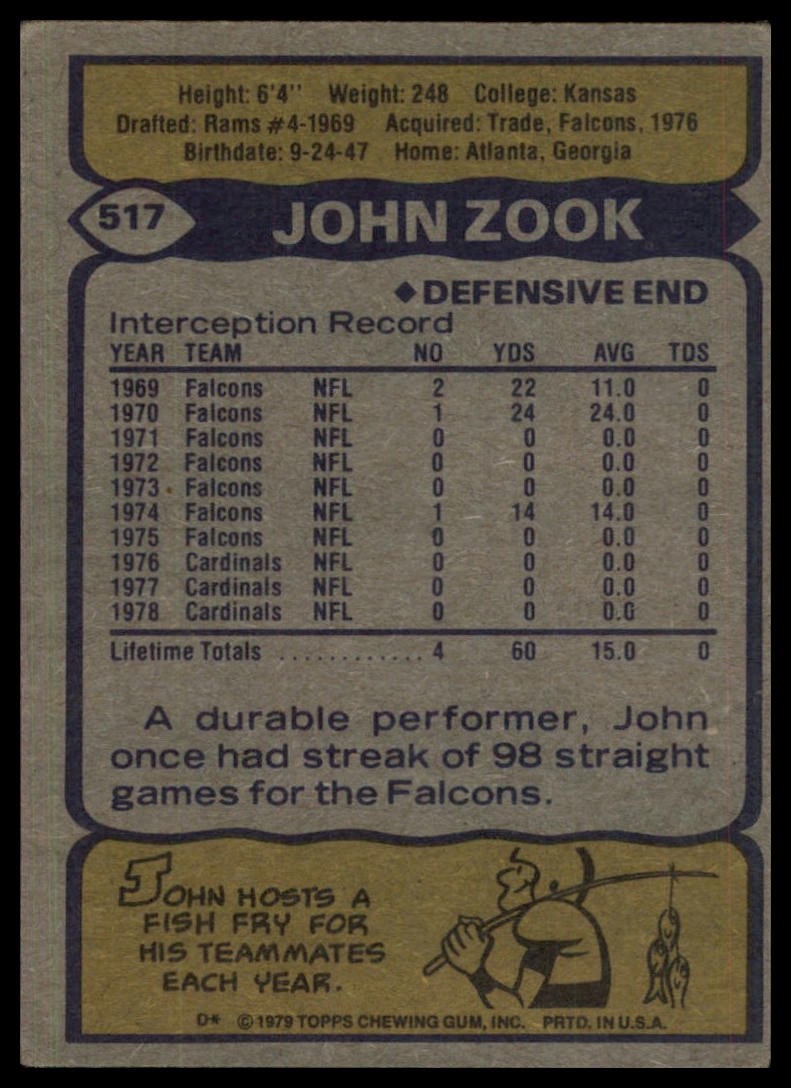 Height: 6'4'' Weight: 248 College: Kansas
Drafted: Rams #4-1969 Acquired: Trade, Falcons, 1976
Birthdate: 9-24-47 Home: Atlanta, Georgia
517 JOHN ZOOK
◆DEFENSIVE END
Interception Record
YEAR TEAM NO YDS AVG TDS
1969 Falcons NFL 2 22 11.0 0
1970 Falcons NFL 1 24 24.0 0
1971 Falcons NFL 0 0 0.0 0
1972 Falcons NFL 0 0 0.0 0
1973 Falcons NFL 0 0 0.0 0
1974 Falcons NFL 1 14 14.0 0
1975 Falcons NFL 0 0 0.0 0
1976 Cardinals NFL 0 0 0.0 0
1977 Cardinals NFL 0 0 0.0 0
1978 Cardinals NFL 0 0 0.0 0
Lifetime Totals ............ 4 60 15.0 0
A durable performer, John
once had streak of 98 straight
games for the Falcons.
JOHN HOSTS A
FISH FRY FOR
HIS TEAMMATES
EACH YEAR.
D* © 1979 TOPPS CHEWING GUM, INC. PRTD. IN U.S.A.